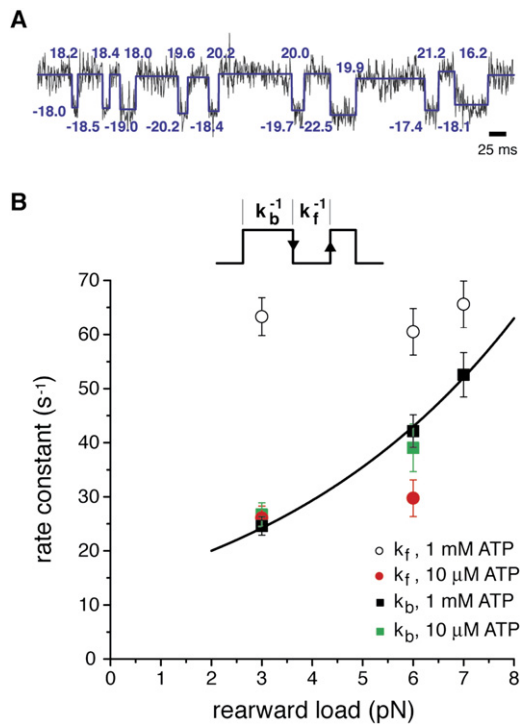 A
18.2 18.4 18.0 19.6 20.2 20.0 19.9 21.2 16.2
-18.0 -18.5 -19.0 -20.2 -18.4 -19.7 -22.5 -17.4 -18.1
25 ms
B
k_b^-1 k_f^-1
70
60
50
40
30
20
10
0
rate constant (s⁻¹)
k_f, 1 mM ATP
k_f, 10 μM ATP
k_b, 1 mM ATP
k_b, 10 μM ATP
0 1 2 3 4 5 6 7 8
rearward load (pN)